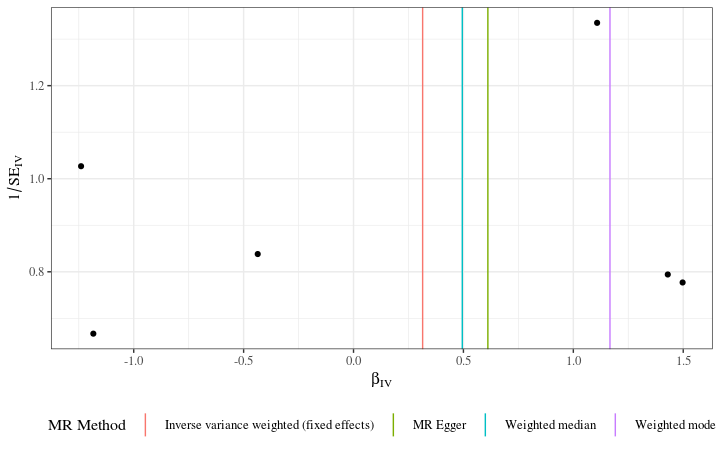 1.2
1.0
0.8
1/SE_IV
-1.0 -0.5 0.0 0.5 1.0 1.5
β_IV
MR Method Inverse variance weighted (fixed effects) MR Egger Weighted median Weighted mode